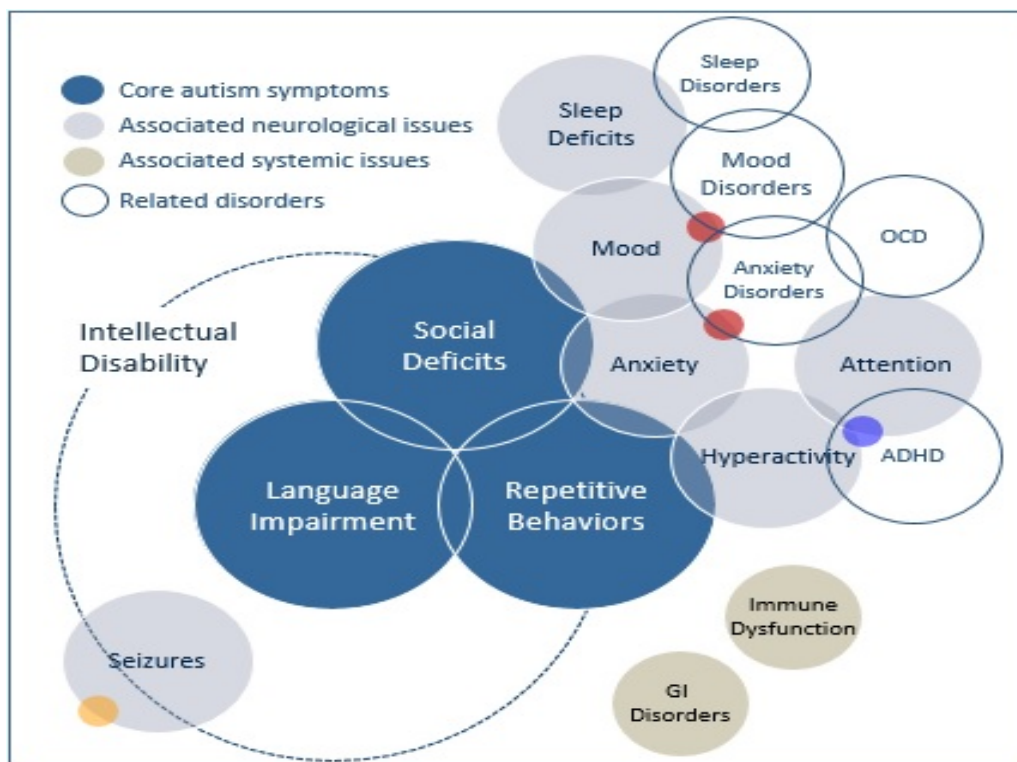 Core autism symptoms
Associated neurological issues
Associated systemic issues
Related disorders
Sleep
Disorders
Sleep
Deficits
Mood
Disorders
Mood
OCD
Anxiety
Disorders
Intellectual
Disability
Social
Deficits
Anxiety
Attention
Hyperactivity
ADHD
Language
Impairment
Repetitive
Behaviors
Immune
Dysfunction
Seizures
GI
Disorders